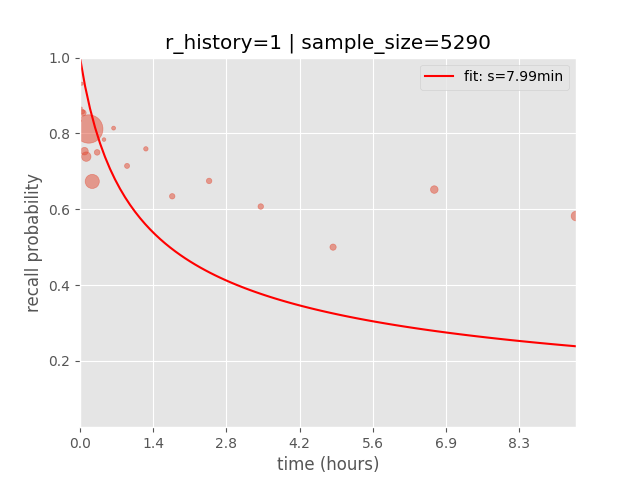 r_history=1 | sample_size=5290
fit: s=7.99min
1.0
0.8
0.6
0.4
0.2
recall probability
0.0 1.4 2.8 4.2 5.6 6.9 8.3
time (hours)